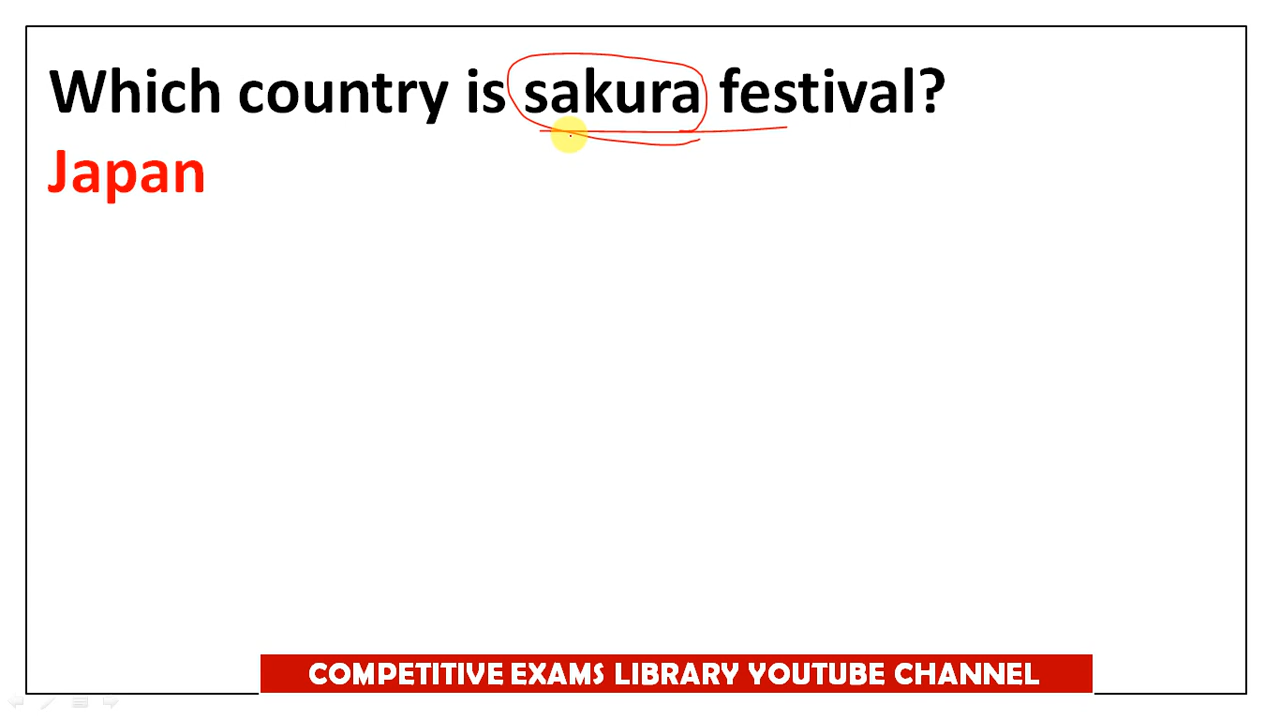 Which country is sakura festival?
Japan
COMPETITIVE EXAMS LIBRARY YOUTUBE CHANNEL